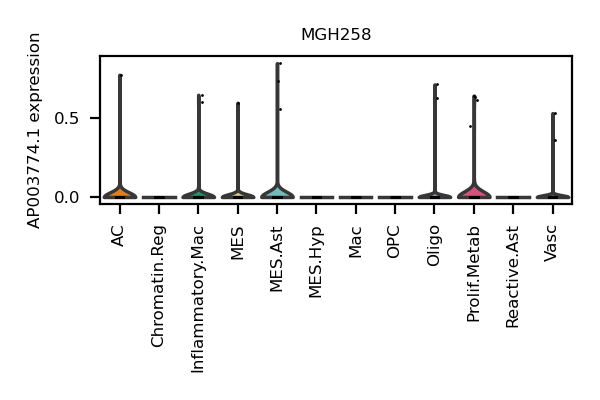 MGH258
AP003774.1 expression
0.5
0.0
AC
Chromatin.Reg
Inflammatory.Mac
MES
MES.Ast
MES.Hyp
Mac
OPC
Oligo
Prolif.Metab
Reactive.Ast
Vasc